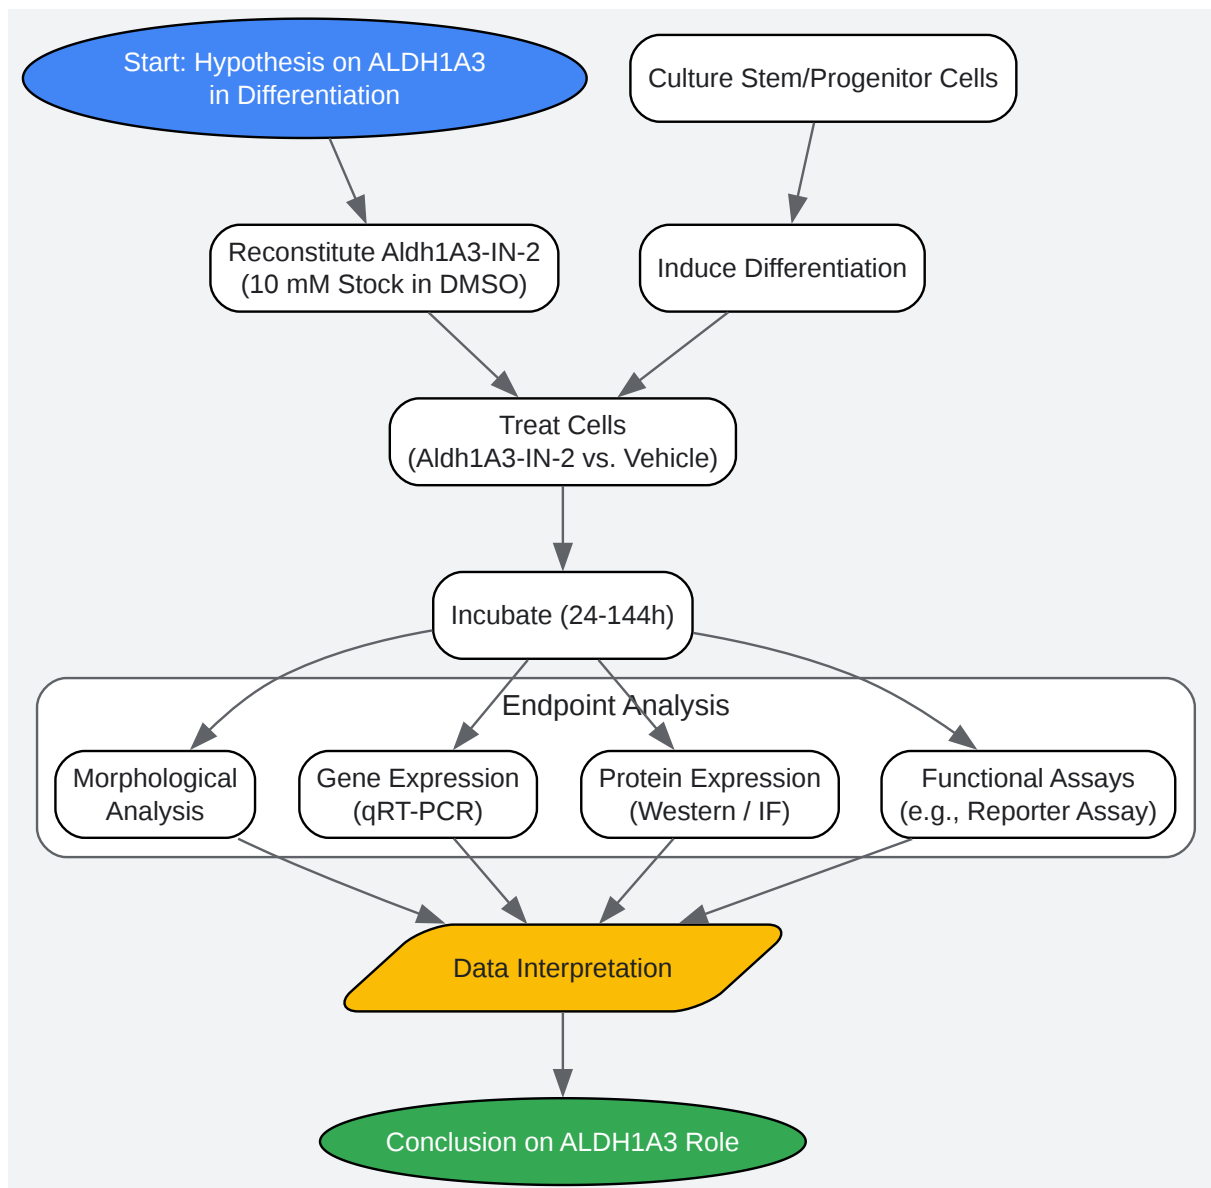 Start: Hypothesis on ALDH1A3
in Differentiation
Culture Stem/Progenitor Cells
Reconstitute Aldh1A3-IN-2
(10 mM Stock in DMSO)
Induce Differentiation
Treat Cells
(Aldh1A3-IN-2 vs. Vehicle)
Incubate (24-144h)
Endpoint Analysis
Morphological
Analysis
Gene Expression
(qRT-PCR)
Protein Expression
(Western / IF)
Functional Assays
(e.g., Reporter Assay)
Data Interpretation
Conclusion on ALDH1A3 Role